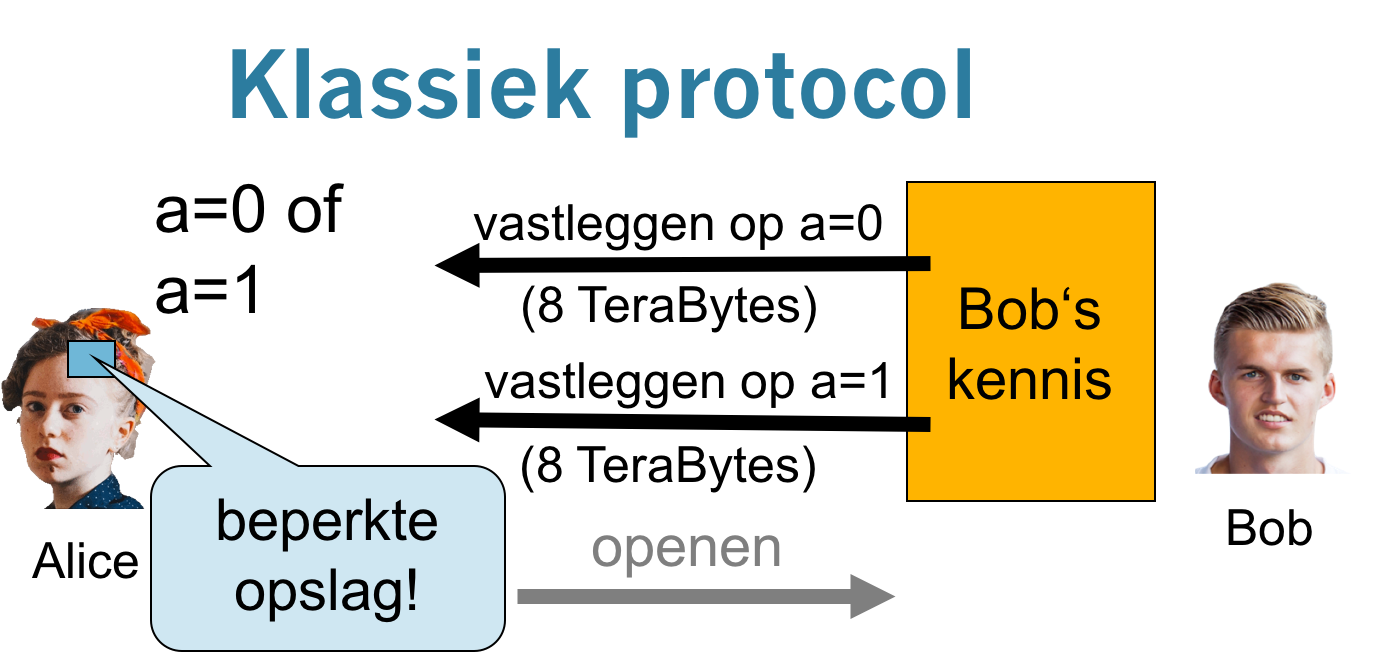 Klassiek protocol
a=0 of
a=1
vastleggen op a=0
(8 TeraBytes)
vastleggen op a=1
(8 TeraBytes)
Bob‘s
kennis
beperkte
opslag!
openen
Alice
Bob